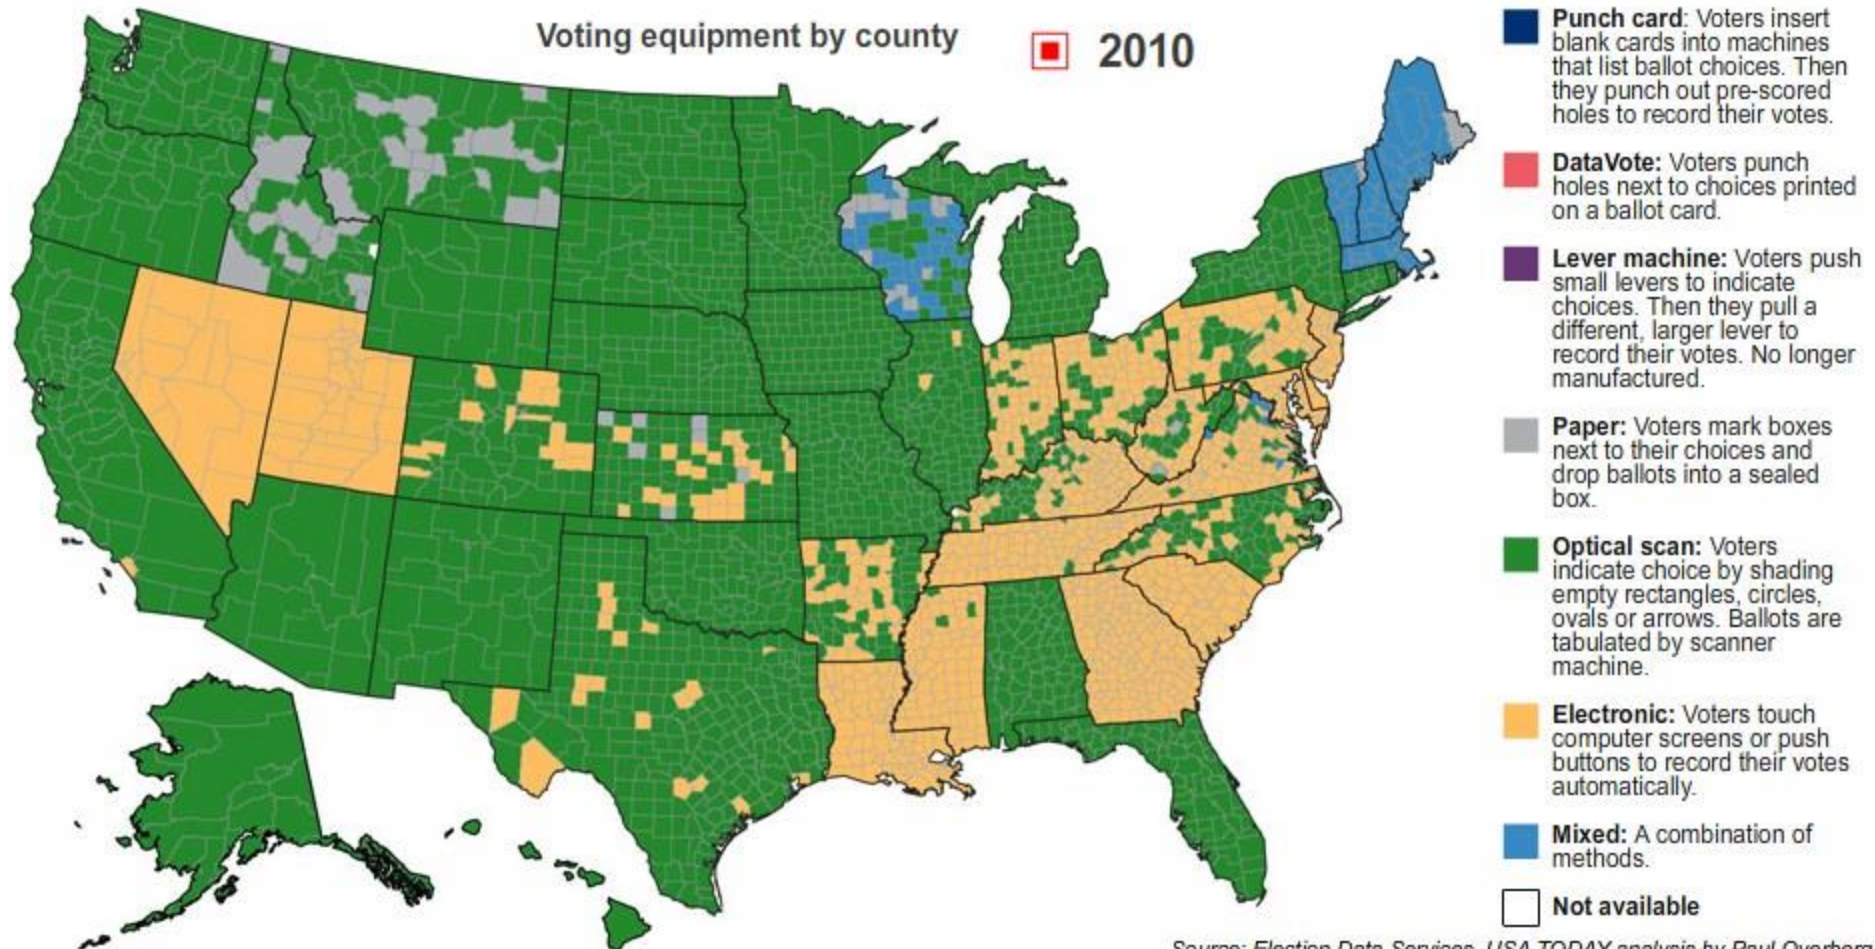 Voting equipment by county
2010
Punch card: Voters insert
blank cards into machines
that list ballot choices. Then
they punch out pre-scored
holes to record their votes.
DataVote: Voters punch
holes next to choices printed
on a ballot card.
Lever machine: Voters push
small levers to indicate
choices. Then they pull a
different, larger lever to
record their votes. No longer
manufactured.
Paper: Voters mark boxes
next to their choices and
drop ballots into a sealed
box.
Optical scan: Voters
indicate choice by shading
empty rectangles, circles,
ovals or arrows. Ballots are
tabulated by scanner
machine.
Electronic: Voters touch
computer screens or push
buttons to record their votes
automatically.
Mixed: A combination of
methods.
Not available
Source: Election Data Services, USA TODAY analysis by Paul Overberg